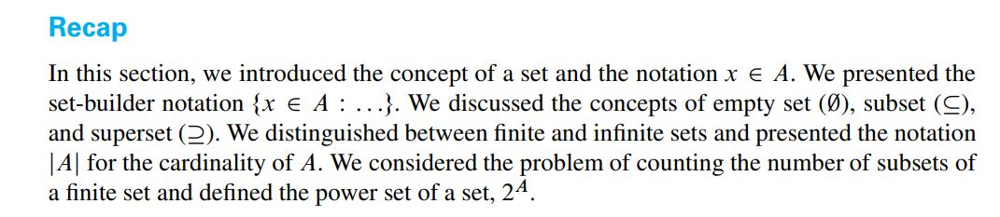 Recap
In this section, we introduced the concept of a set and the notation x ∈ A. We presented the
set-builder notation {x ∈ A : . . .}. We discussed the concepts of empty set (∅), subset (⊆),
and superset (⊇). We distinguished between finite and infinite sets and presented the notation
|A| for the cardinality of A. We considered the problem of counting the number of subsets of
a finite set and defined the power set of a set, 2ᴬ.